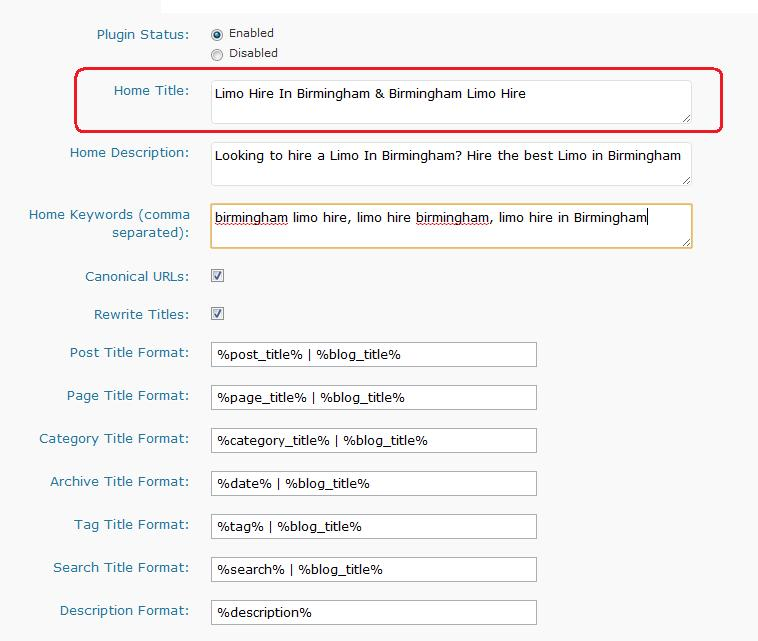 Plugin Status: Enabled
Disabled
Home Title: Limo Hire In Birmingham & Birmingham Limo Hire
Home Description: Looking to hire a Limo In Birmingham? Hire the best Limo in Birmingham
Home Keywords (comma separated): birmingham limo hire, limo hire birmingham, limo hire in Birmingham
Canonical URLs:
Rewrite Titles:
Post Title Format: %post_title% | %blog_title%
Page Title Format: %page_title% | %blog_title%
Category Title Format: %category_title% | %blog_title%
Archive Title Format: %date% | %blog_title%
Tag Title Format: %tag% | %blog_title%
Search Title Format: %search% | %blog_title%
Description Format: %description%